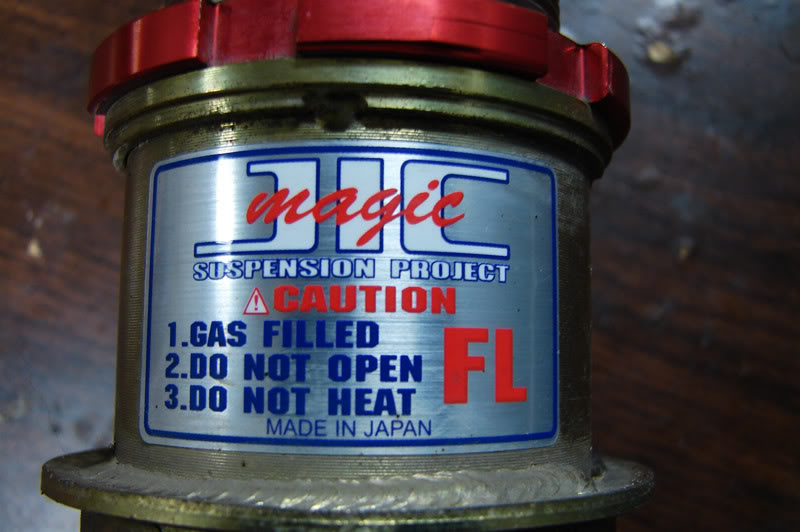 JIC
magic
SUSPENSION PROJECT
⚠CAUTION
1.GAS FILLED
2.DO NOT OPEN
3.DO NOT HEAT
FL
MADE IN JAPAN